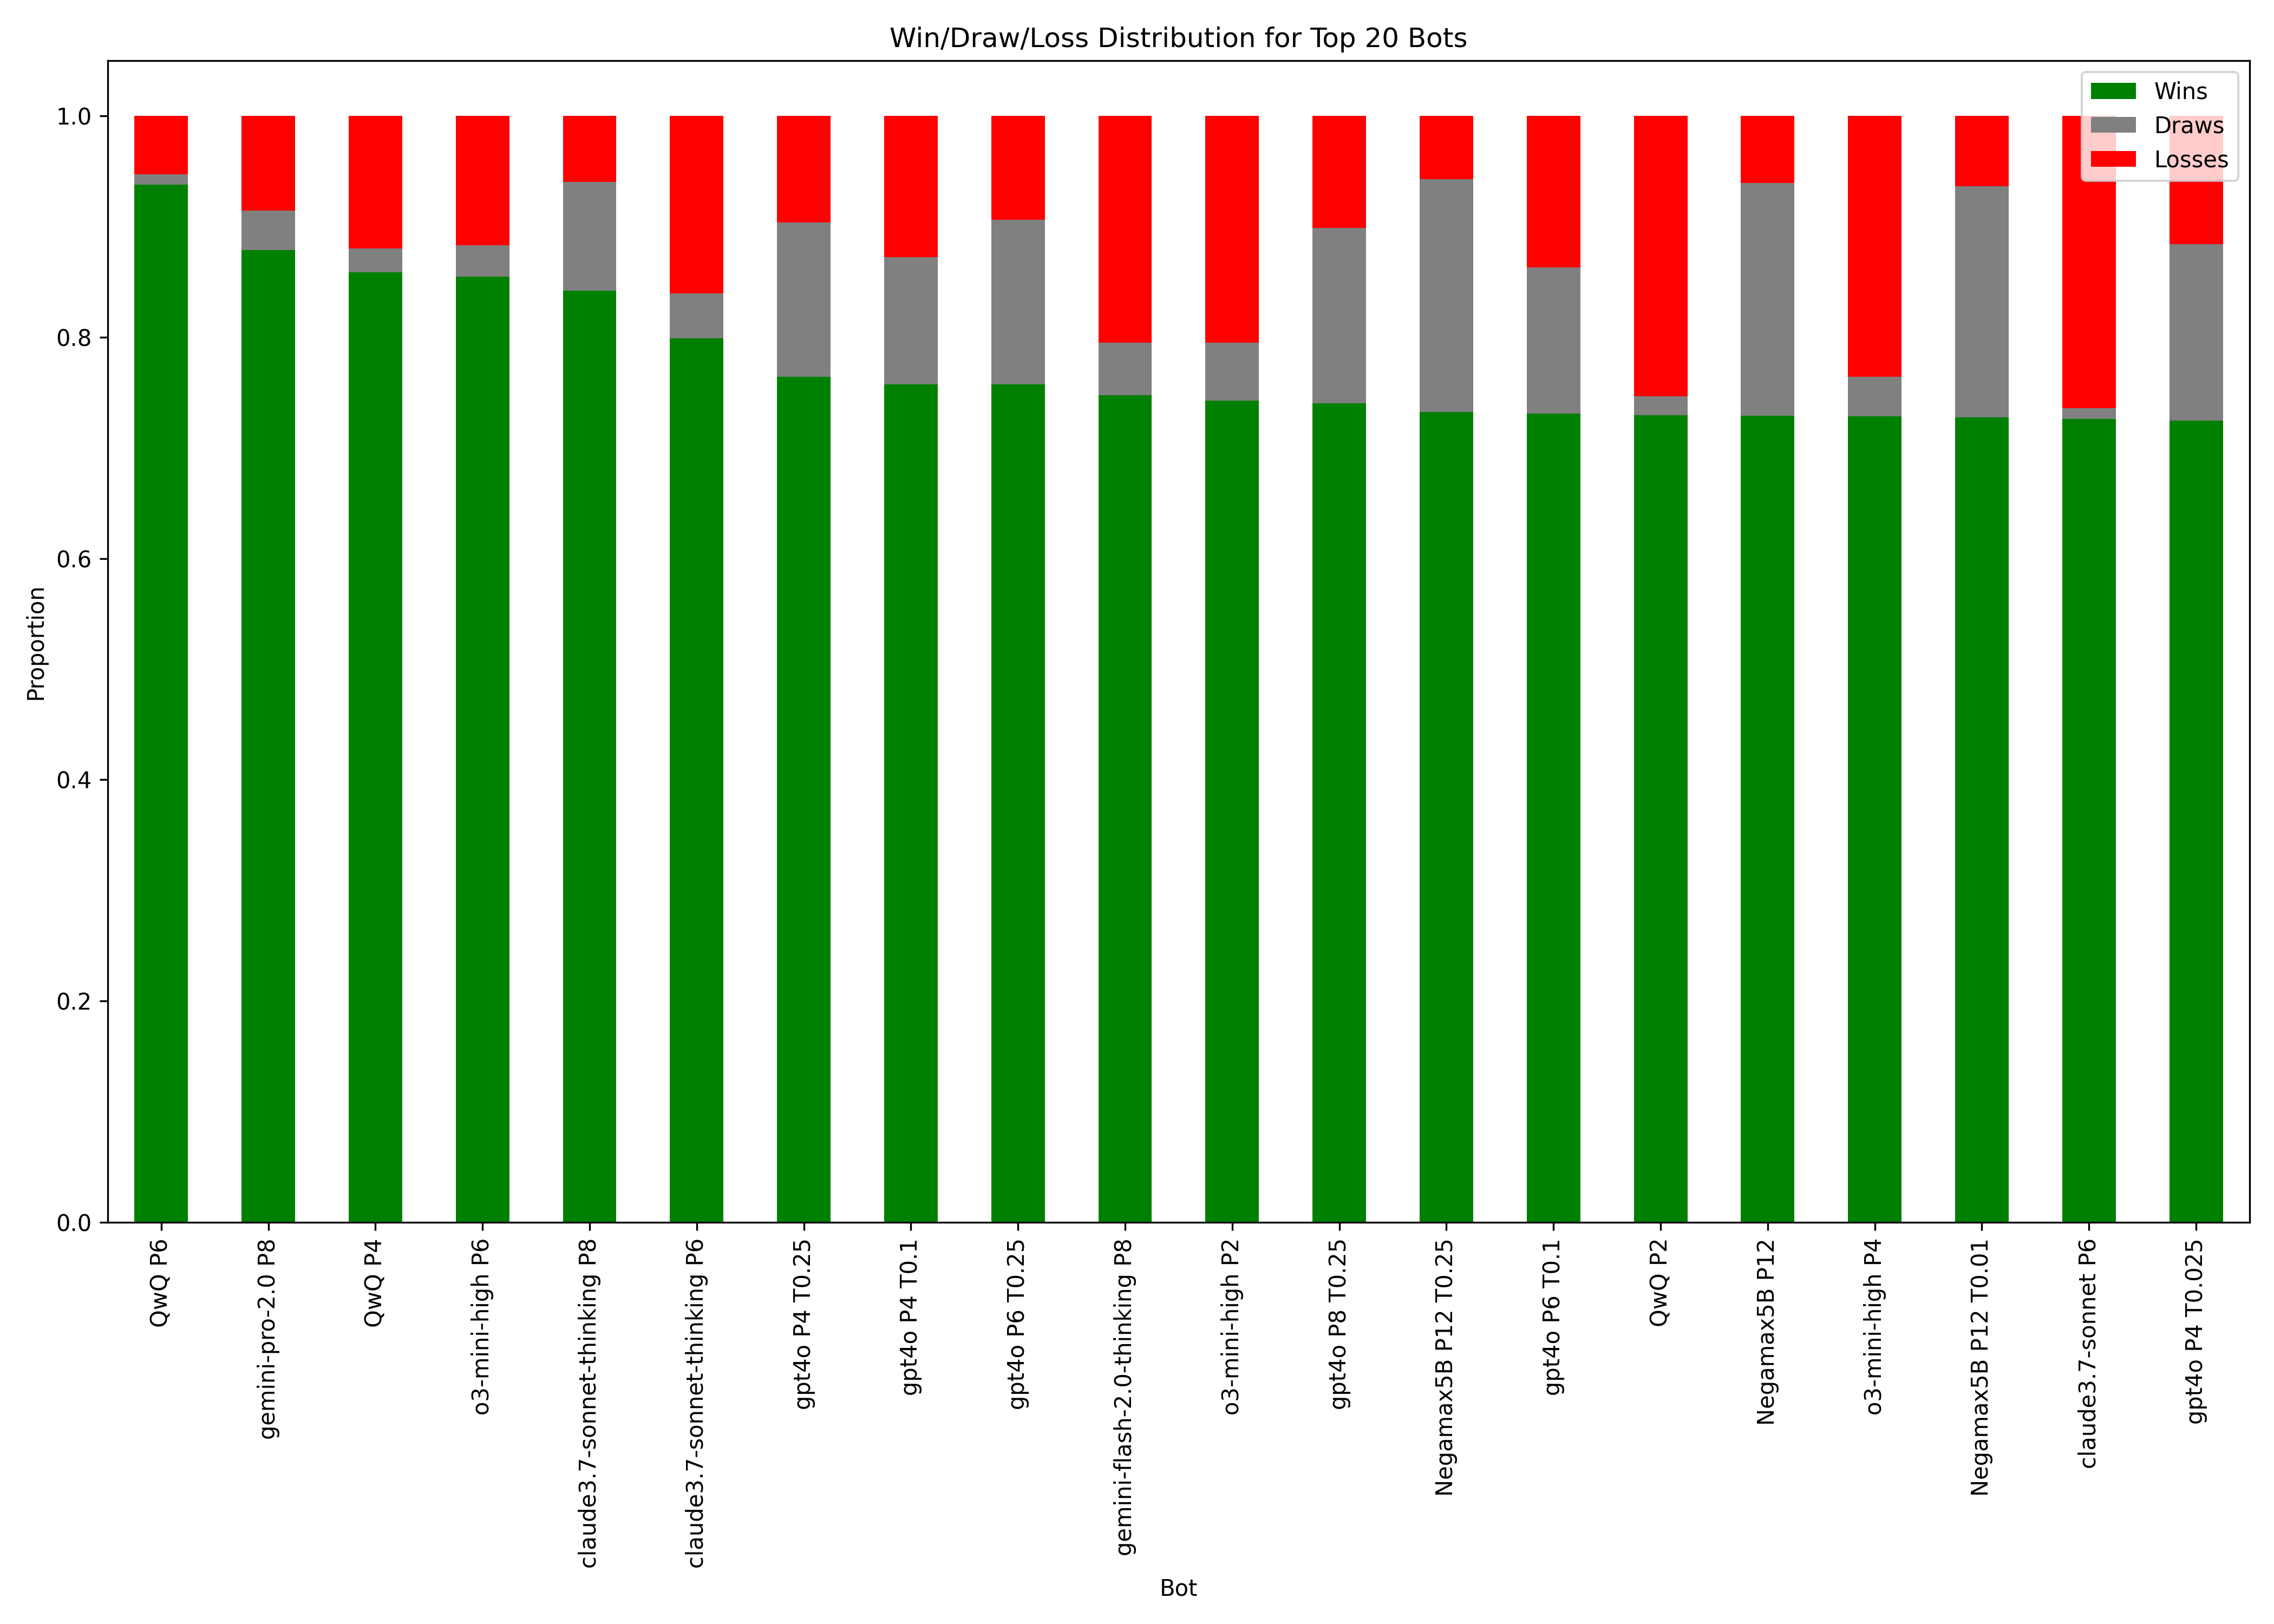 Win/Draw/Loss Distribution for Top 20 Bots
Wins
Draws
Losses
1.0
0.8
0.6
0.4
0.2
0.0
Proportion
QwQ P6
gemini-pro-2.0 P8
QwQ P4
o3-mini-high P6
claude3.7-sonnet-thinking P8
claude3.7-sonnet-thinking P6
gpt4o P4 T0.25
gpt4o P4 T0.1
gpt4o P6 T0.25
gemini-flash-2.0-thinking P8
o3-mini-high P2
gpt4o P8 T0.25
Negamax5B P12 T0.25
gpt4o P6 T0.1
QwQ P2
Negamax5B P12
o3-mini-high P4
Negamax5B P12 T0.01
claude3.7-sonnet P6
gpt4o P4 T0.025
Bot